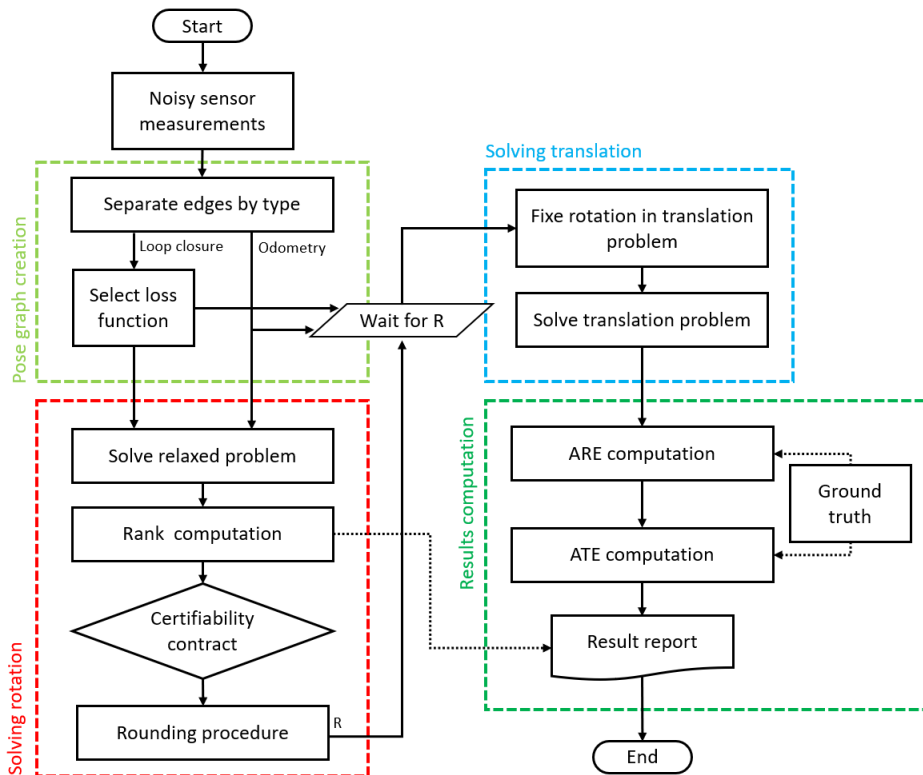 Start
Noisy sensor
measurements
Pose graph creation
Separate edges by type
Loop closure
Odometry
Select loss
function
Wait for R
Solving rotation
Solve relaxed problem
Rank computation
Certifiability
contract
Rounding procedure
R
Solving translation
Fixe rotation in translation
problem
Solve translation problem
Results computation
ARE computation
Ground
truth
ATE computation
Result report
End